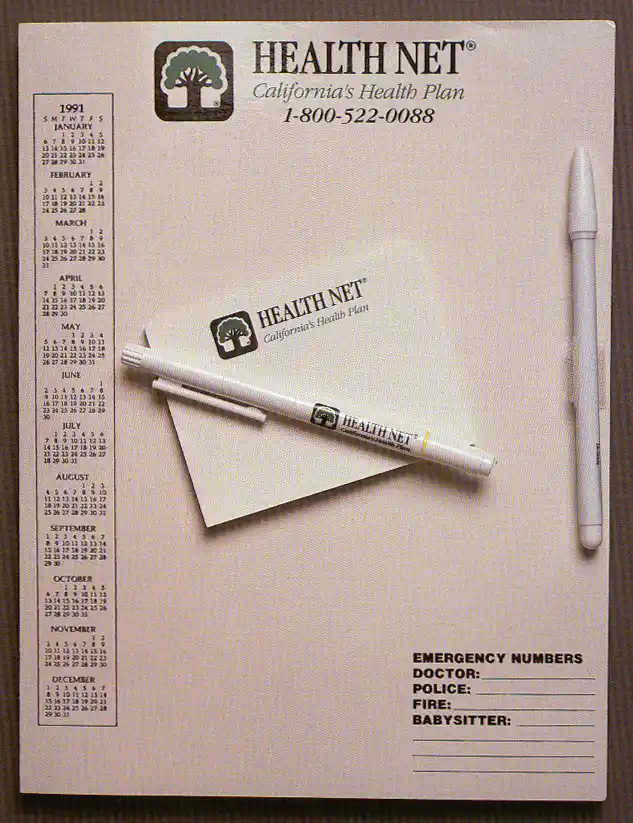 HEALTH NET®
California's Health Plan
1-800-522-0088
1991
S M T W T F S
JANUARY
1 2 3 4 5
6 7 8 9 10 11 12
13 14 15 16 17 18 19
20 21 22 23 24 25 26
27 28 29 30 31
FEBRUARY
1 2
3 4 5 6 7 8 9
10 11 12 13 14 15 16
17 18 19 20 21 22 23
24 25 26 27 28
MARCH
1 2
3 4 5 6 7 8 9
10 11 12 13 14 15 16
17 18 19 20 21 22 23
24 25 26 27 28 29 30
31
APRIL
1 2 3 4 5 6
7 8 9 10 11 12 13
14 15 16 17 18 19 20
21 22 23 24 25 26 27
28 29 30
MAY
1 2 3 4
5 6 7 8 9 10 11
12 13 14 15 16 17 18
19 20 21 22 23 24 25
26 27 28 29 30 31
JUNE
1
2 3 4 5 6 7 8
9 10 11 12 13 14 15
16 17 18 19 20 21 22
23 24 25 26 27 28 29
30
JULY
1 2 3 4 5 6
7 8 9 10 11 12 13
14 15 16 17 18 19 20
21 22 23 24 25 26 27
28 29 30 31
AUGUST
1 2 3
4 5 6 7 8 9 10
11 12 13 14 15 16 17
18 19 20 21 22 23 24
25 26 27 28 29 30 31
SEPTEMBER
1 2 3 4 5 6 7
8 9 10 11 12 13 14
15 16 17 18 19 20 21
22 23 24 25 26 27 28
29 30
OCTOBER
1 2 3 4 5
6 7 8 9 10 11 12
13 14 15 16 17 18 19
20 21 22 23 24 25 26
27 28 29 30 31
NOVEMBER
1 2
3 4 5 6 7 8 9
10 11 12 13 14 15 16
17 18 19 20 21 22 23
24 25 26 27 28 29 30
DECEMBER
1 2 3 4 5 6 7
8 9 10 11 12 13 14
15 16 17 18 19 20 21
22 23 24 25 26 27 28
29 30 31
HEALTH NET®
California's Health Plan
HEALTH NET®
California's Health Plan
EMERGENCY NUMBERS
DOCTOR:
POLICE:
FIRE:
BABYSITTER: